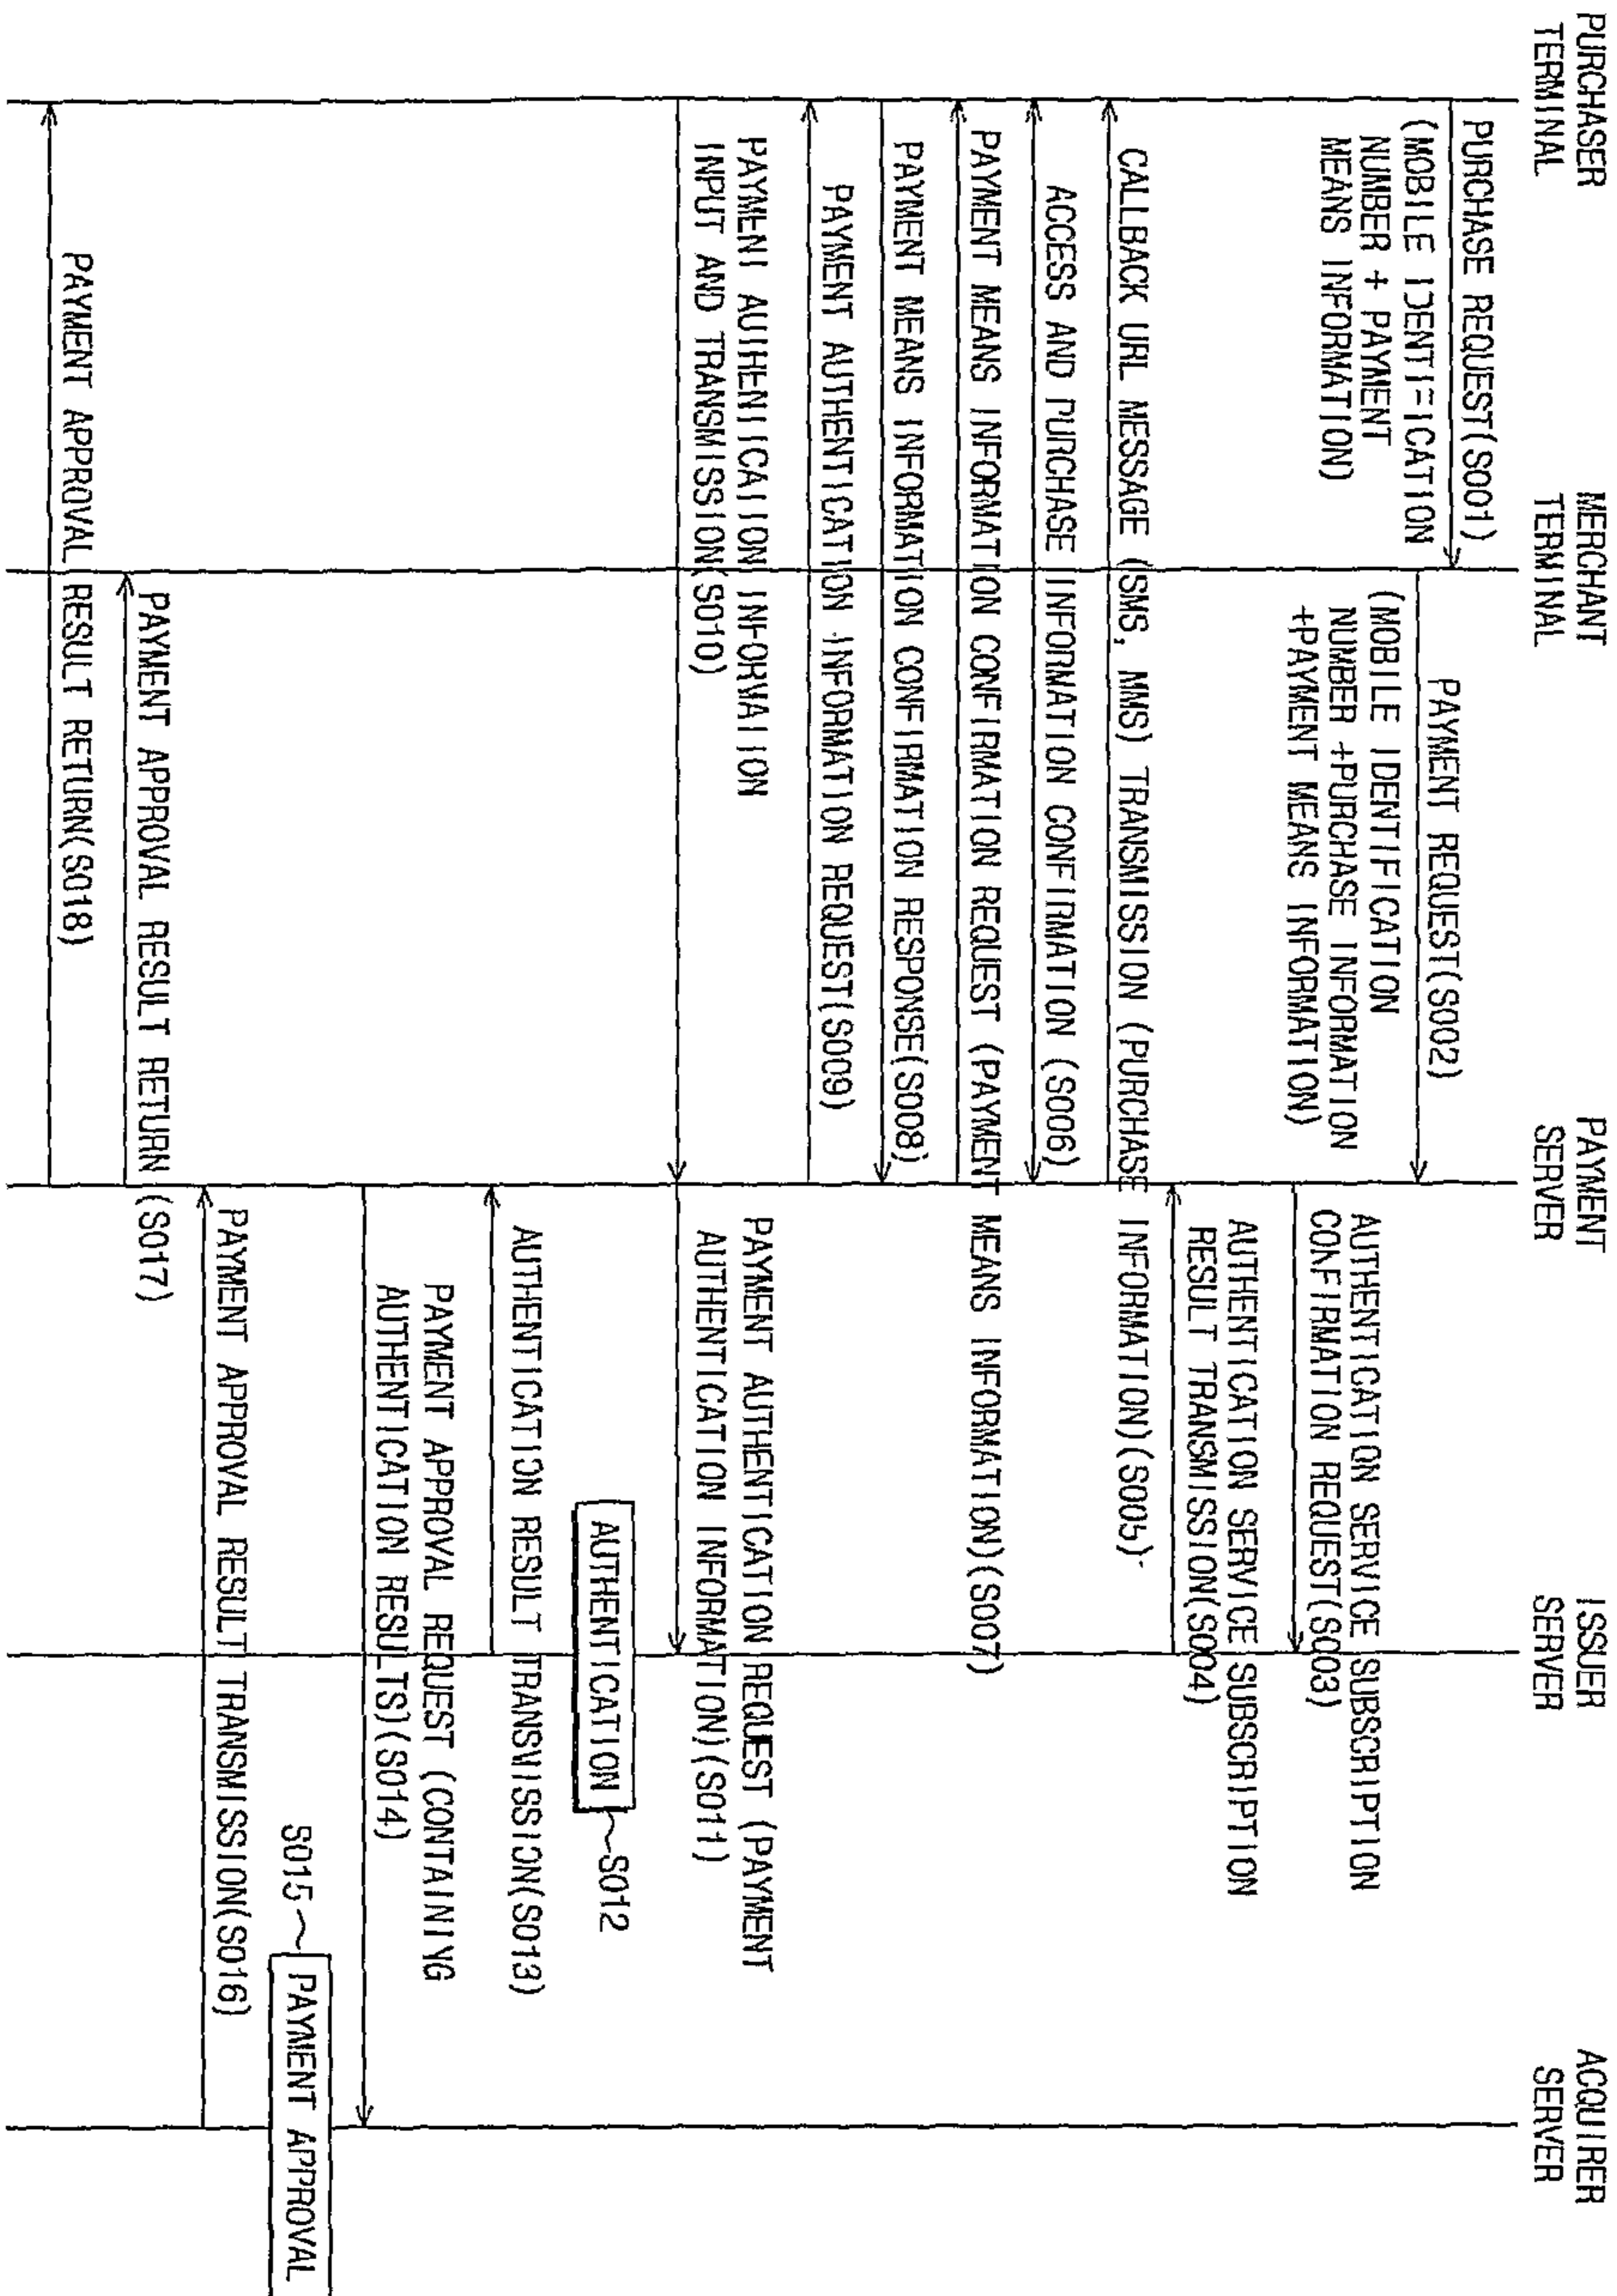 PURCHASER
TERMINAL
MERCHANT
TERMINAL
PAYMENT
SERVER
ISSUER
SERVER
ACQUIRER
SERVER
PURCHASE REQUEST(S001)
(MOBILE IDENTIFICATION
NUMBER + PAYMENT
MEANS INFORMATION)
PAYMENT REQUEST(S002)
(MOBILE IDENTIFICATION
NUMBER +PURCHASE INFORMATION
+PAYMENT MEANS INFORMATION)
AUTHENTICATION SERVICE SUBSCRIPTION
CONFIRMATION REQUEST(S003)
AUTHENTICATION SERVICE SUBSCRIPTION
RESULT TRANSMISSION(S004)
CALLBACK URL MESSAGE (SMS, MMS) TRANSMISSION (PURCHASE INFORMATION)(S005)
ACCESS AND PURCHASE INFORMATION CONFIRMATION (S006)
PAYMENT MEANS INFORMATION CONFIRMATION REQUEST (PAYMENT MEANS INFORMATION)(S007)
PAYMENT MEANS INFORMATION CONFIRMATION RESPONSE(S008)
PAYMENT AUTHENTICATION INFORMATION REQUEST(S009)
PAYMENT AUTHENTICATION INFORMATION
INPUT AND TRANSMISSION(S010)
PAYMENT AUTHENTICATION REQUEST (PAYMENT
AUTHENTICATION INFORMATION)(S011)
AUTHENTICATION
S012
AUTHENTICATION RESULT TRANSMISSION(S013)
PAYMENT APPROVAL REQUEST (CONTAINING
AUTHENTICATION RESULTS)(S014)
S015
PAYMENT APPROVAL
PAYMENT APPROVAL RESULT TRANSMISSION(S016)
PAYMENT APPROVAL RESULT RETURN (S017)
PAYMENT APPROVAL RESULT RETURN(S018)